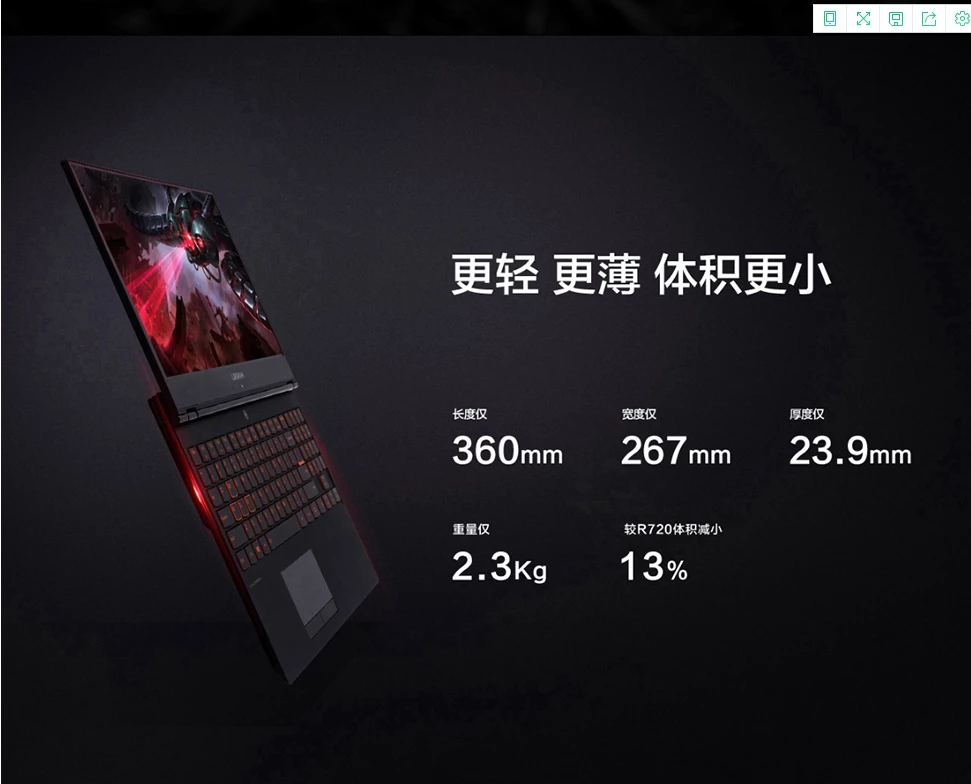 更轻 更薄 体积更小
长度仅
360mm
宽度仅
267mm
厚度仅
23.9mm
重量仅
2.3Kg
较R720体积减小
13%
LEGION